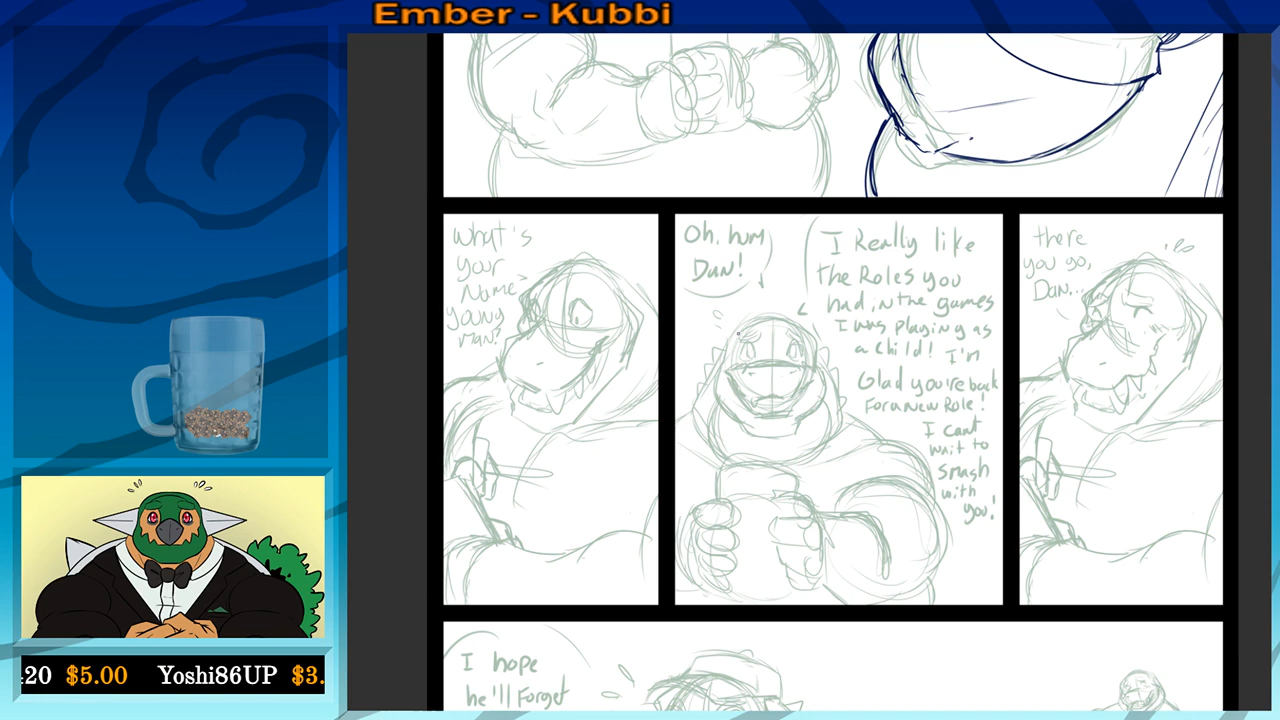 Ember - Kubbi
what's
your
Name
young
man?
Oh, hum
Dan!
I Really like
the Roles you
had in the games
I was playing as
a child! I'm
Glad you're back
For a New Role!
I can't
wait to
smash
with
you!
there
you go,
Dan...
I hope
he'll Forget
20 $5.00 Yoshi86UP $3.